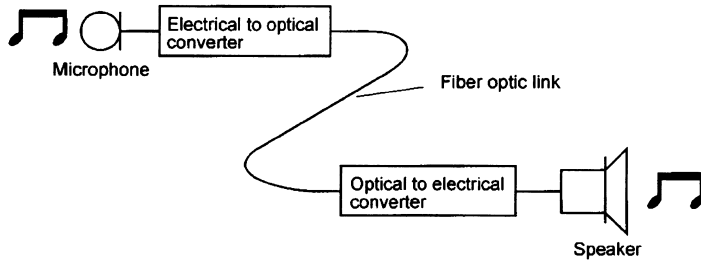 Electrical to optical
converter
Microphone
Fiber optic link
Optical to electrical
converter
Speaker